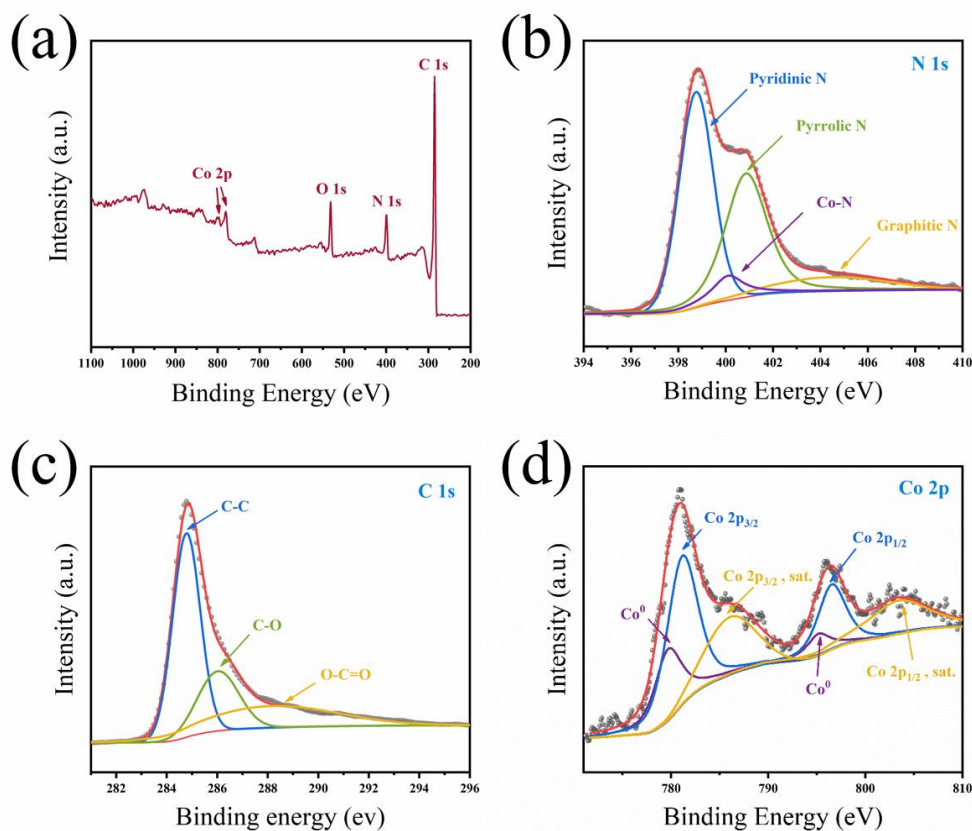 (a)
C 1s
Co 2p
O 1s
N 1s
Intensity (a.u.)
1100 1000 900 800 700 600 500 400 300 200
Binding Energy (eV)
(b)
N 1s
Pyridinic N
Pyrrolic N
Co-N
Graphitic N
Intensity (a.u.)
394 396 398 400 402 404 406 408 410
Binding Energy (eV)
(c)
C 1s
C-C
C-O
O-C=O
Intensity (a.u.)
282 284 286 288 290 292 294 296
Binding energy (ev)
(d)
Co 2p
Co 2p3/2
Co 2p3/2 , sat.
Co 2p1/2
Co⁰
Co⁰
Co 2p1/2 , sat.
Intensity (a.u.)
780 790 800 810
Binding Energy (eV)